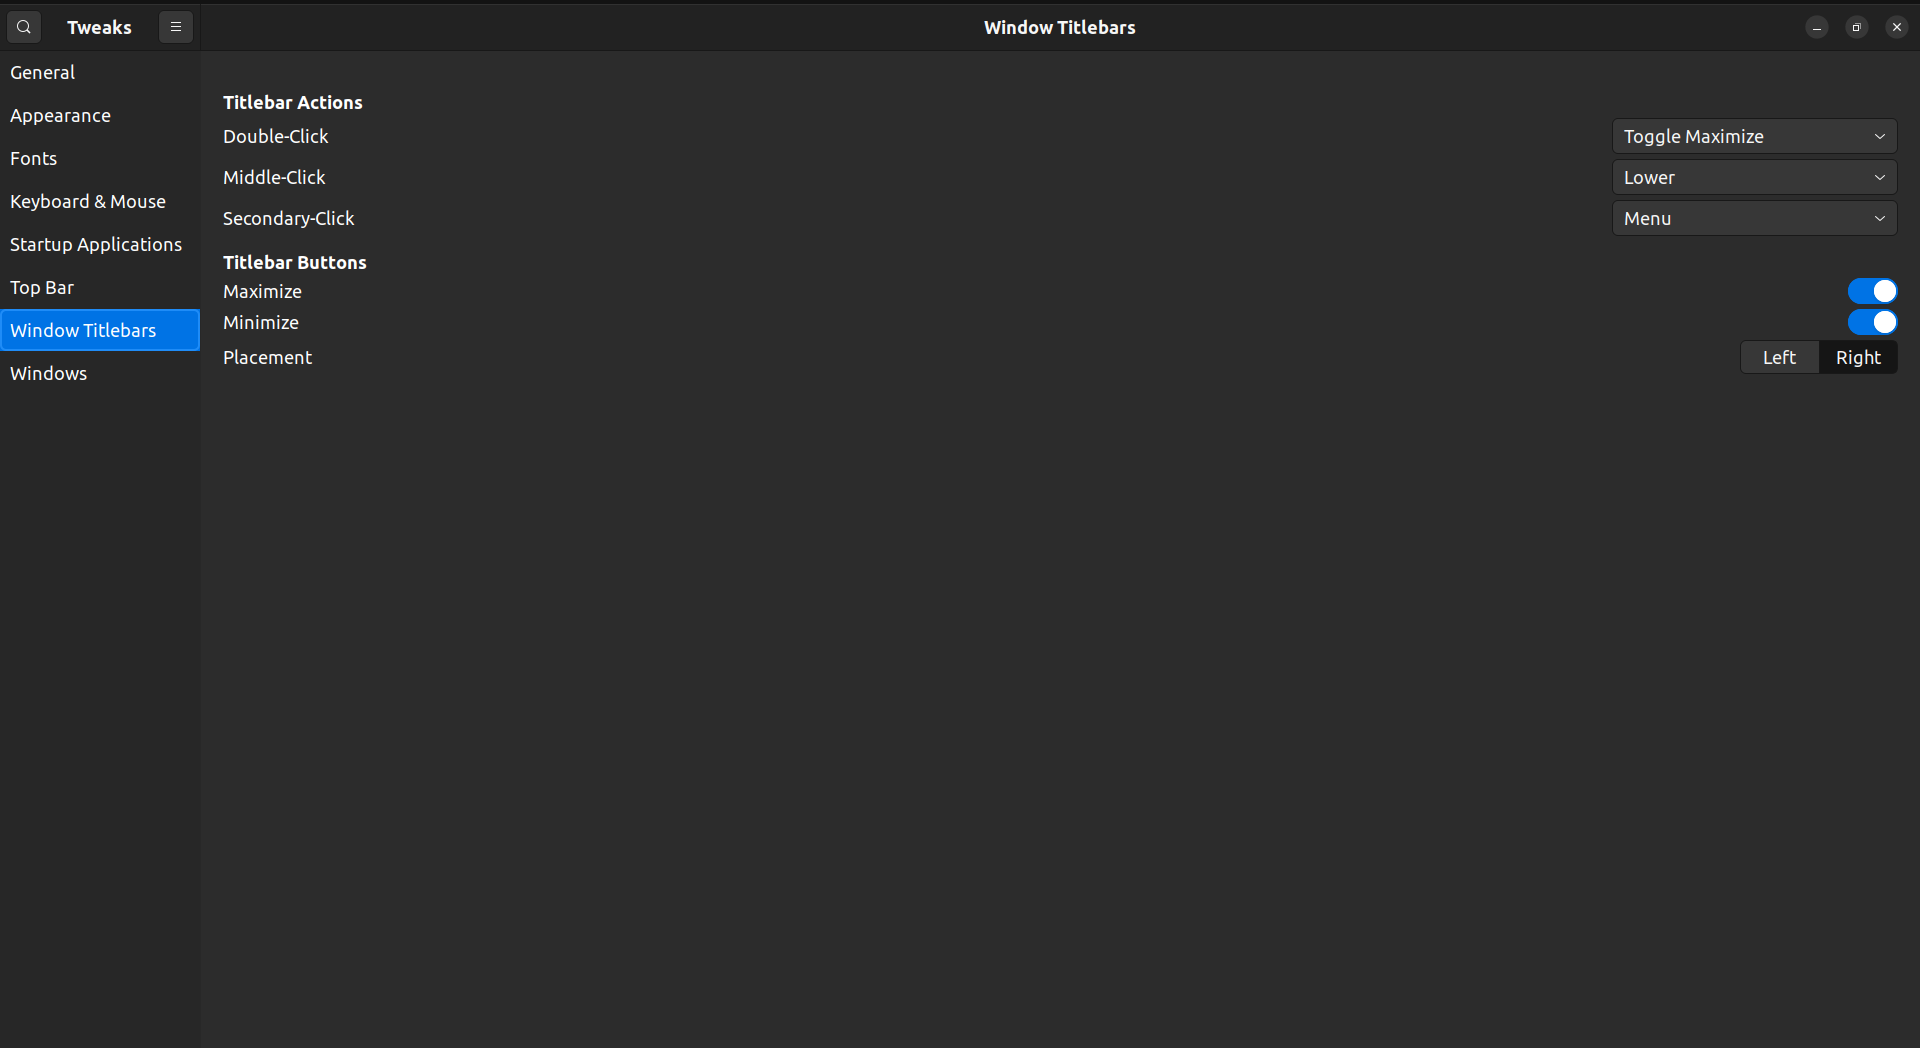 Tweaks
Window Titlebars
General
Appearance
Fonts
Keyboard & Mouse
Startup Applications
Top Bar
Window Titlebars
Windows
Titlebar Actions
Double-Click Toggle Maximize
Middle-Click Lower
Secondary-Click Menu
Titlebar Buttons
Maximize
Minimize
Placement Left Right